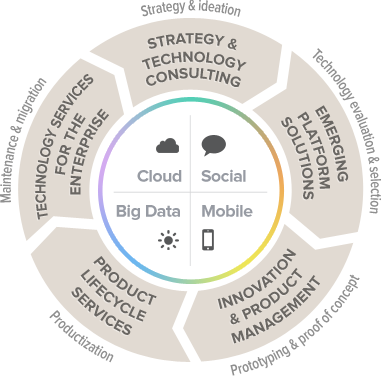 Strategy & ideation
STRATEGY &
TECHNOLOGY
CONSULTING
Technology evaluation & selection
EMERGING
PLATFORM
SOLUTIONS
Prototyping & proof of concept
INNOVATION
& PRODUCT
MANAGEMENT
Productization
PRODUCT
LIFECYCLE
SERVICES
Maintenance & migration
TECHNOLOGY SERVICES
FOR THE
ENTERPRISE
Cloud
Social
Big Data
Mobile